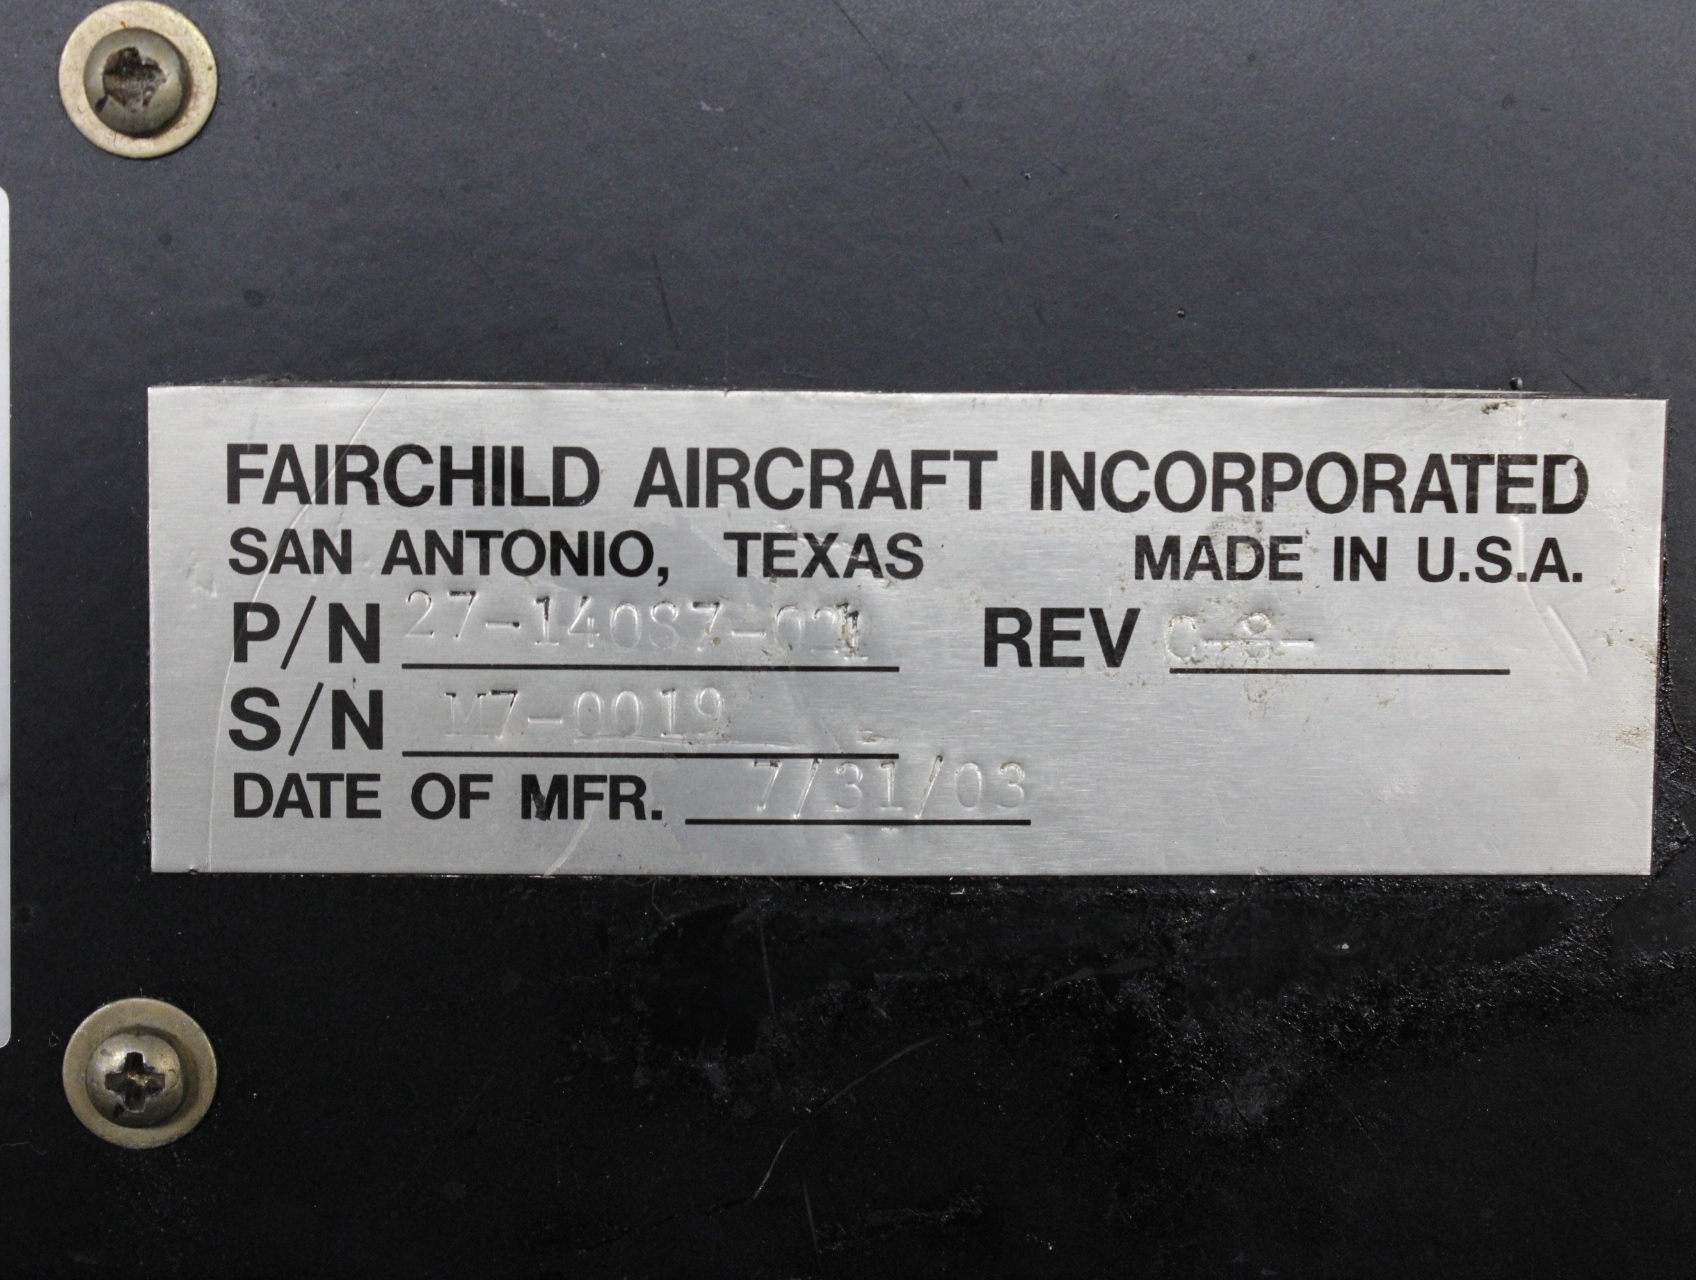 FAIRCHILD AIRCRAFT INCORPORATED
SAN ANTONIO, TEXAS MADE IN U.S.A.
P/N 27-14087-021 REV
S/N M7-0019
DATE OF MFR. 7/31/03